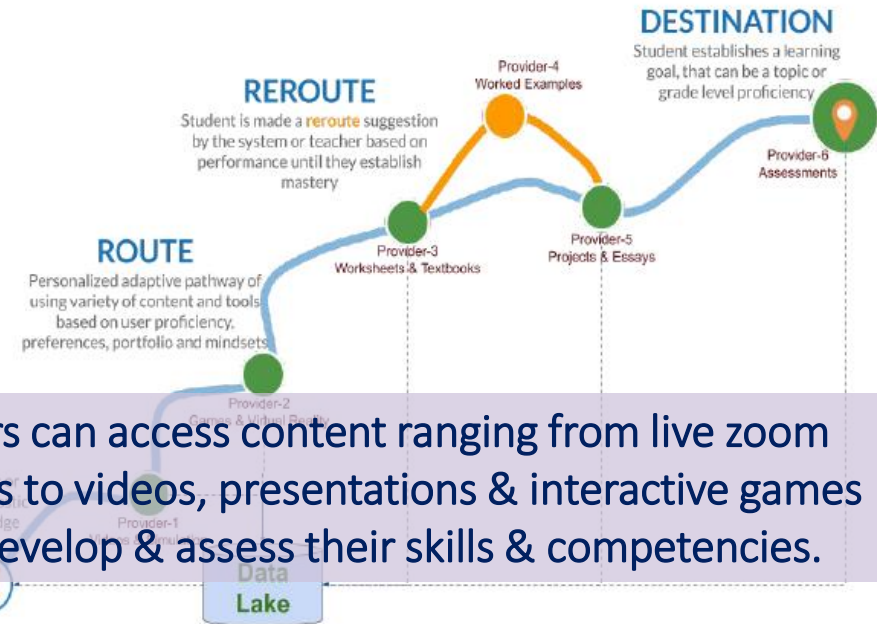 DESTINATION
Student establishes a learning
goal, that can be a topic or
grade level proficiency
Provider-6
Assessments
Provider-4
Worked Examples
REROUTE
Student is made a reroute suggestion
by the system or teacher based on
performance until they establish
mastery
Provider-3
Worksheets & Textbooks
Provider-5
Projects & Essays
ROUTE
Personalized adaptive pathway of
using variety of content and tools
based on user proficiency,
preferences, portfolio and mindsets
Provider-2
Games & Virtual Reality
rs can access content ranging from live zoom
s to videos, presentations & interactive games
evelop & assess their skills & competencies.
Provider-1
Data
Lake